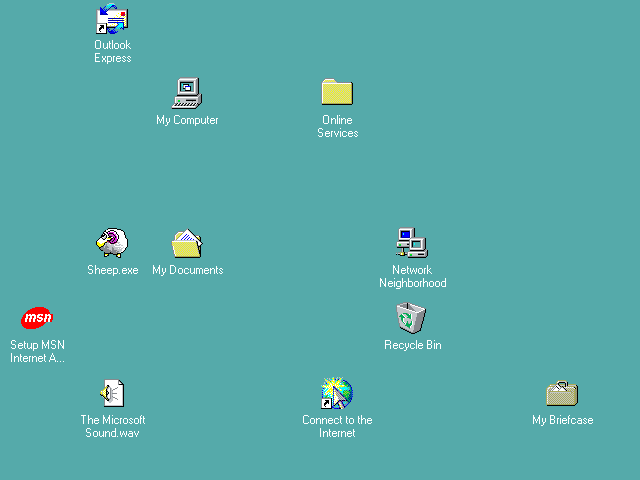 Outlook
Express
My Computer
Online
Services
Sheep.exe
My Documents
Network
Neighborhood
msn
Setup MSN
Internet A...
Recycle Bin
The Microsoft
Sound.wav
Connect to the
Internet
My Briefcase